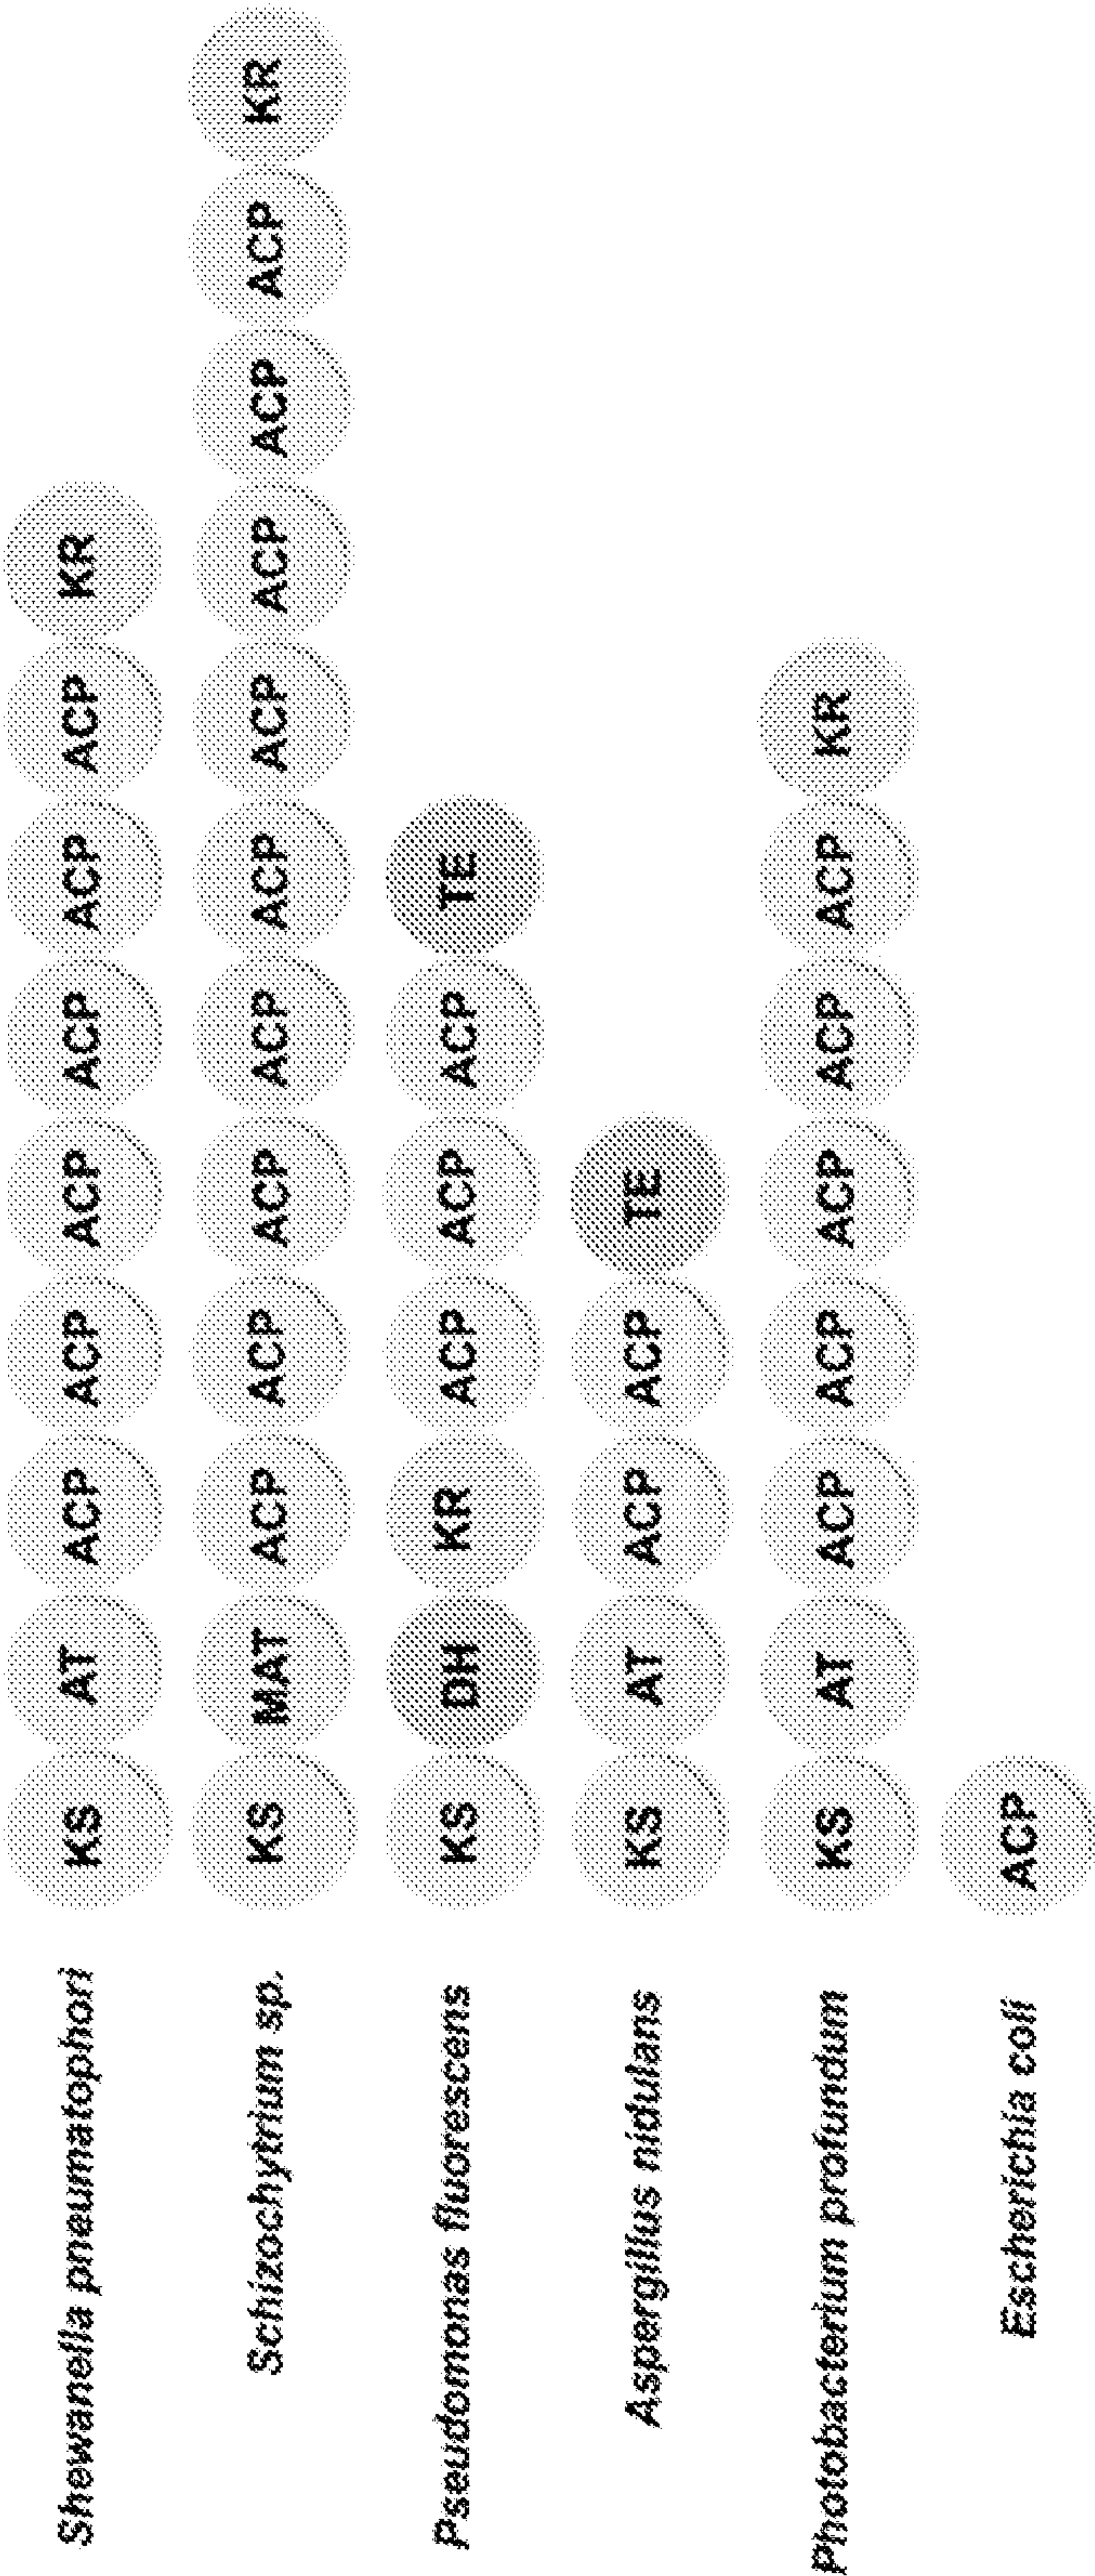 Shewanella pneumatophori KS AT ACP ACP ACP ACP ACP ACP KR
Schizochytrium sp. KS MAT ACP ACP ACP ACP ACP ACP ACP ACP ACP KR
Pseudomonas fluorescens KS DH KR ACP ACP ACP TE
Aspergillus nidulans KS AT ACP ACP TE
Photobacterium profundum KS AT ACP ACP ACP ACP ACP KR
Escherichia coli ACP